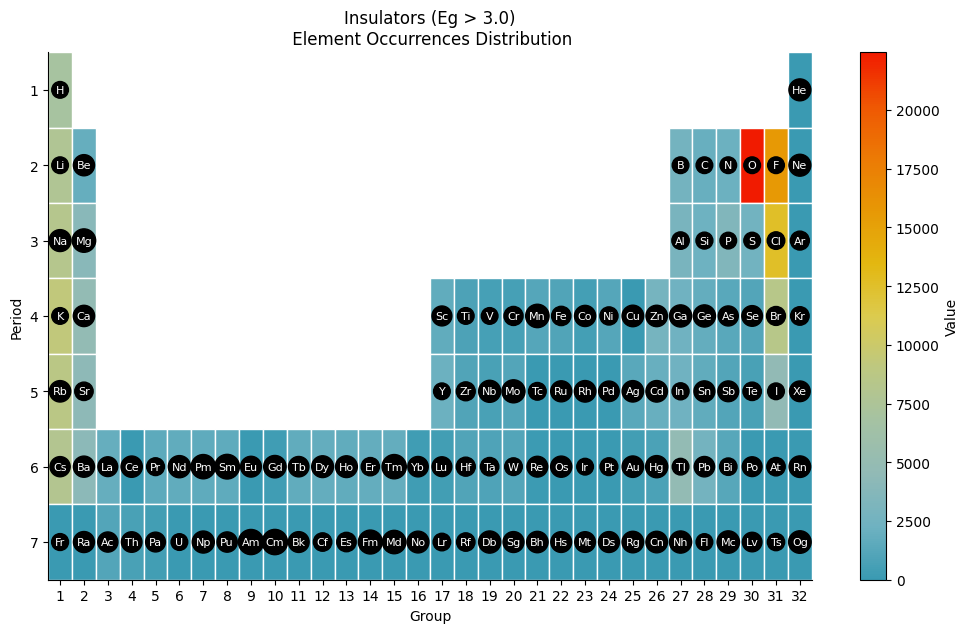 Insulators (Eg > 3.0)
Element Occurrences Distribution
Period
1 H He
2 Li Be B C N O F Ne
3 Na Mg Al Si P S Cl Ar
4 K Ca Sc Ti V Cr Mn Fe Co Ni Cu Zn Ga Ge As Se Br Kr
5 Rb Sr Y Zr Nb Mo Tc Ru Rh Pd Ag Cd In Sn Sb Te I Xe
6 Cs Ba La Ce Pr Nd Pm Sm Eu Gd Tb Dy Ho Er Tm Yb Lu Hf Ta W Re Os Ir Pt Au Hg Tl Pb Bi Po At Rn
7 Fr Ra Ac Th Pa U Np Pu Am Cm Bk Cf Es Fm Md No Lr Rf Db Sg Bh Hs Mt Ds Rg Cn Nh Fl Mc Lv Ts Og
1 2 3 4 5 6 7 8 9 10 11 12 13 14 15 16 17 18 19 20 21 22 23 24 25 26 27 28 29 30 31 32
Group
20000
17500
15000
12500
10000
7500
5000
2500
0
Value